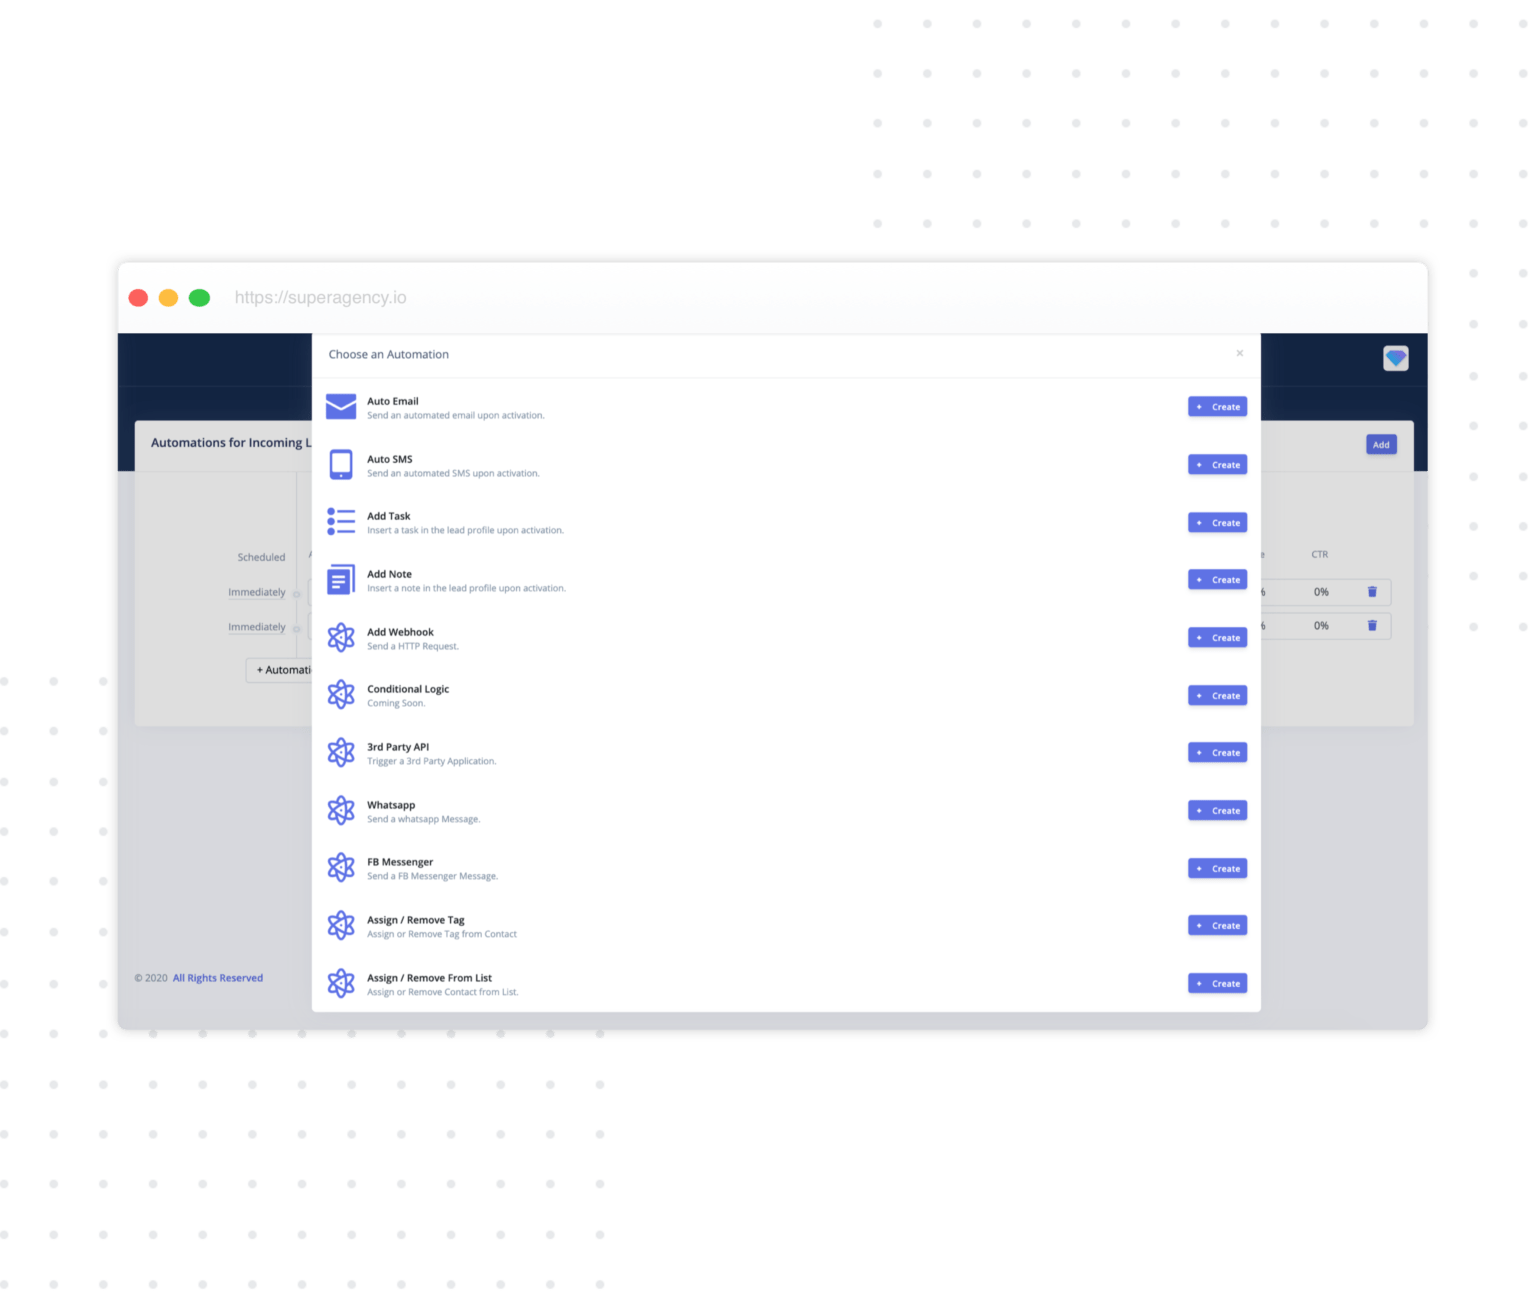 https://superagency.io
Choose an Automation
×
Automations for Incoming L
Add
Auto Email
Send an automated email upon activation.
+ Create
Auto SMS
Send an automated SMS upon activation.
+ Create
Add Task
Insert a task in the lead profile upon activation.
+ Create
Scheduled
CTR
Add Note
Insert a note in the lead profile upon activation.
+ Create
Immediately
% 0%
Add Webhook
Send a HTTP Request.
+ Create
Immediately
% 0%
+ Automati
Conditional Logic
Coming Soon.
+ Create
3rd Party API
Trigger a 3rd Party Application.
+ Create
Whatsapp
Send a whatsapp Message.
+ Create
FB Messenger
Send a FB Messenger Message.
+ Create
Assign / Remove Tag
Assign or Remove Tag from Contact
+ Create
Assign / Remove From List
Assign or Remove Contact from List.
+ Create
© 2020 All Rights Reserved